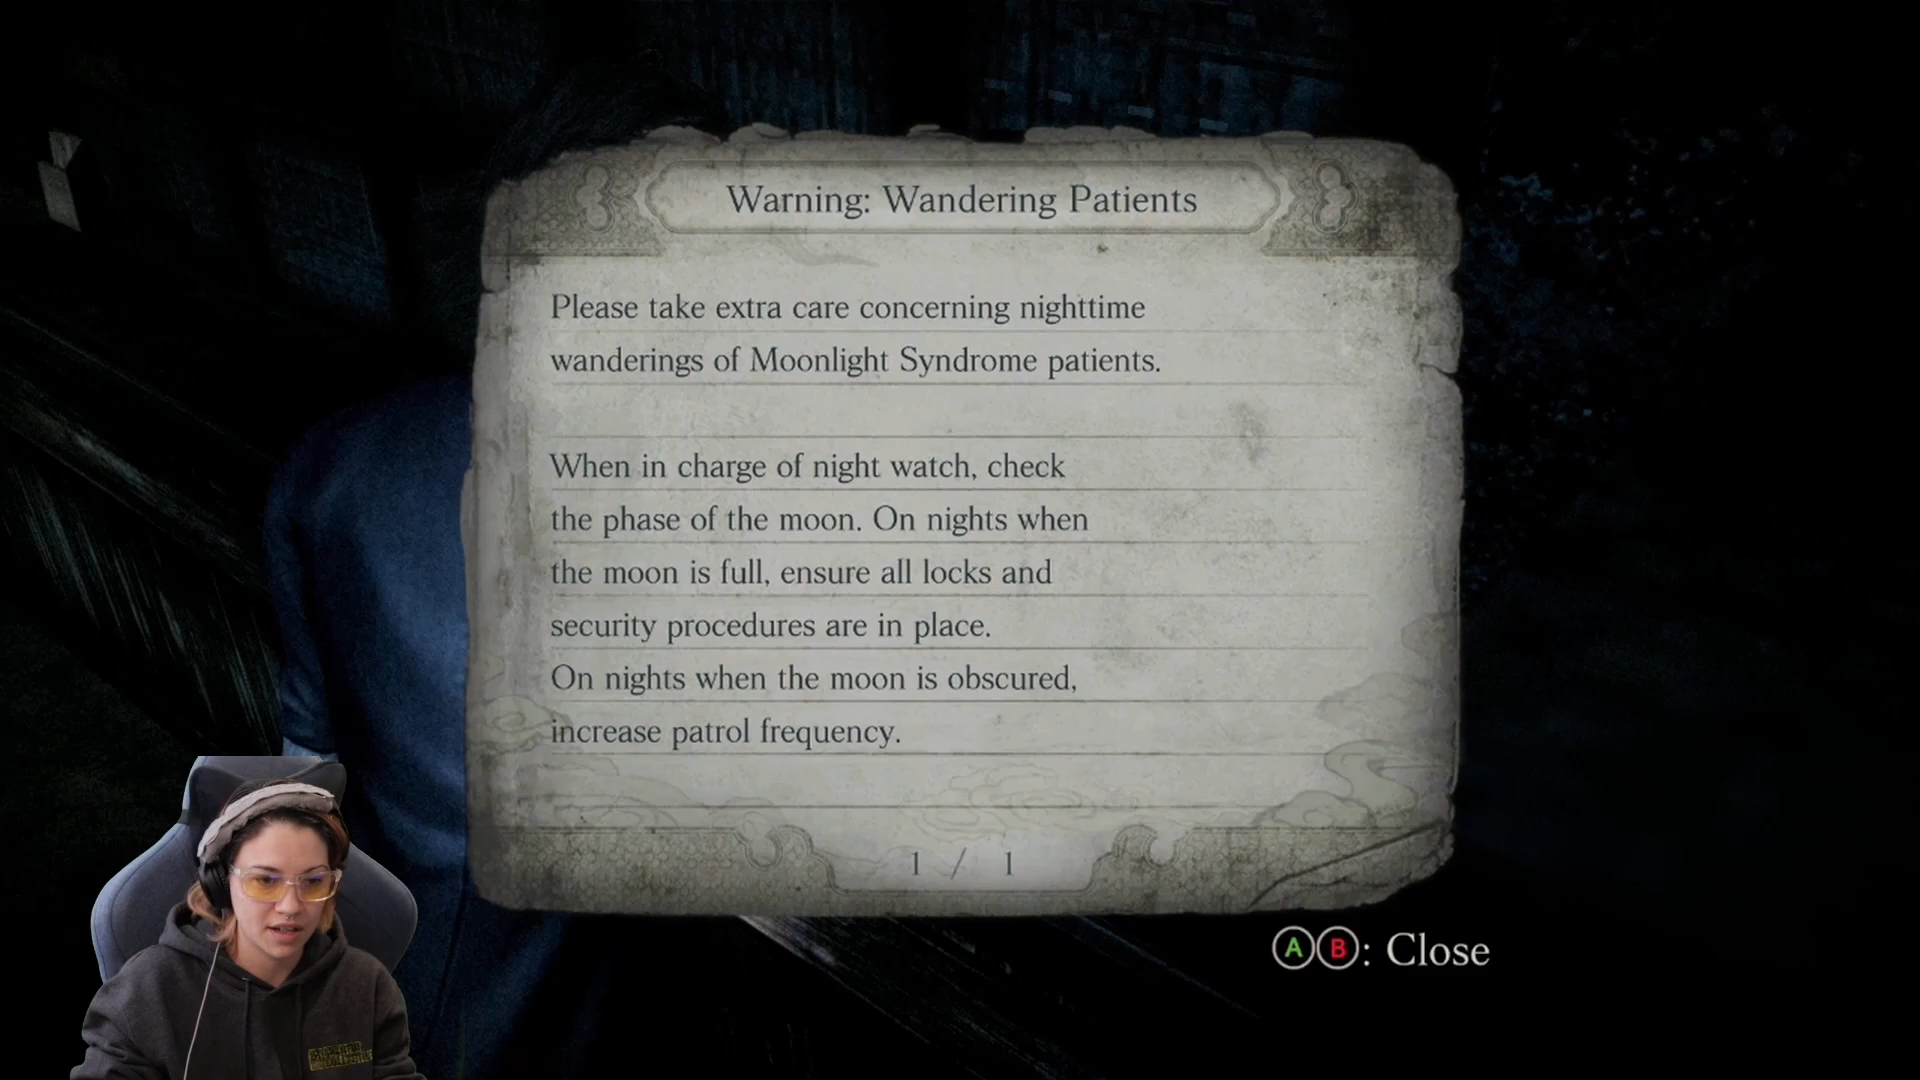 Warning: Wandering Patients
Please take extra care concerning nighttime
wanderings of Moonlight Syndrome patients.
When in charge of night watch, check
the phase of the moon. On nights when
the moon is full, ensure all locks and
security procedures are in place.
On nights when the moon is obscured,
increase patrol frequency.
1 / 1
A B : Close